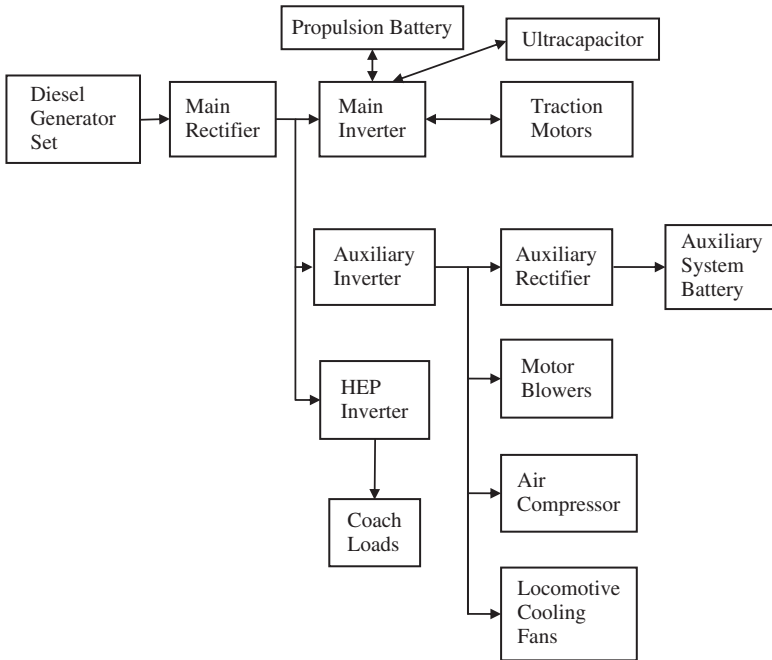 Propulsion Battery
Ultracapacitor
Diesel
Generator
Set
Main
Rectifier
Main
Inverter
Traction
Motors
Auxiliary
Inverter
Auxiliary
Rectifier
Auxiliary
System
Battery
HEP
Inverter
Motor
Blowers
Coach
Loads
Air
Compressor
Locomotive
Cooling
Fans